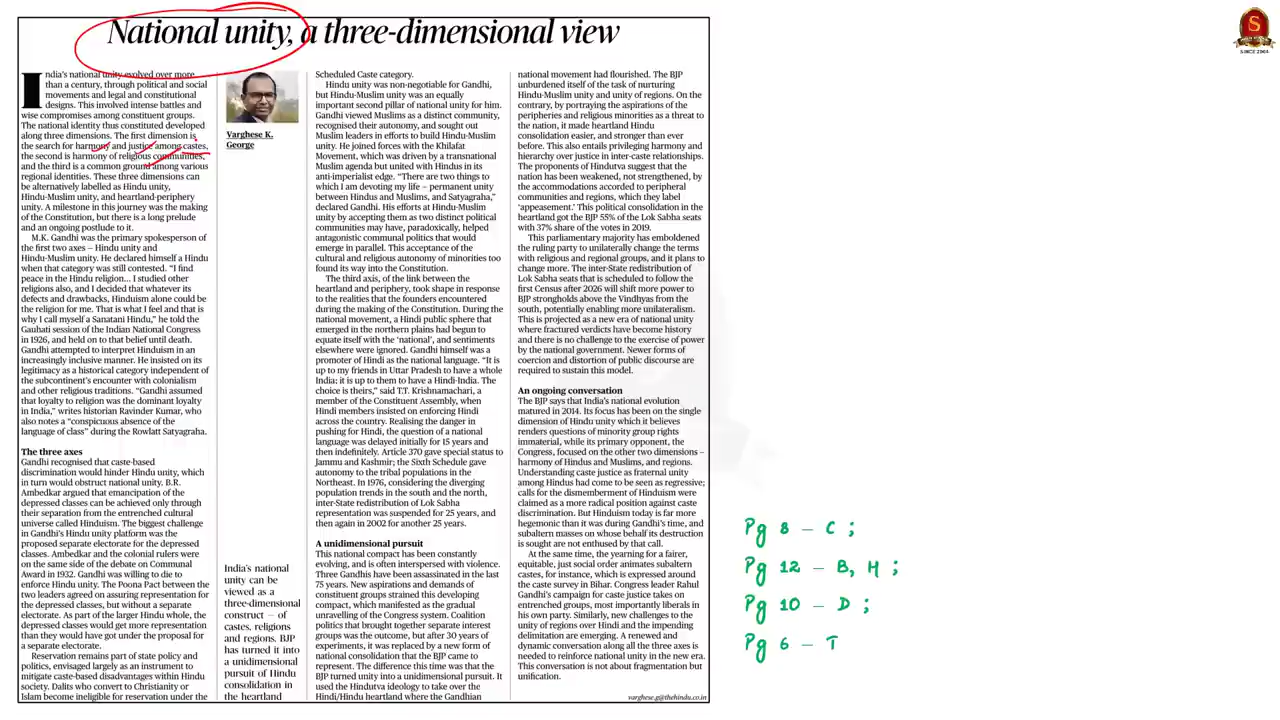 National unity, a three-dimensional view
India's national unity evolved over more
than a century, through political and social
movements and legal and constitutional
designs. This involved intense battles and
wise compromises among constituent groups.
The national identity thus constituted developed
along three dimensions. The first dimension is
the search for harmony and justice among castes,
the second is harmony of religious communities,
and the third is a common ground among various
regional identities. These three dimensions can
be alternatively labelled as Hindu unity,
Hindu-Muslim unity, and heartland-periphery
unity. A milestone in this journey was the making
of the Constitution, but there is a long prelude
and an ongoing postlude to it.
M.K. Gandhi was the primary spokesperson of
the first two axes – Hindu unity and
Hindu-Muslim unity. He declared himself a Hindu
when that category was still contested. "I find
peace in the Hindu religion... I studied other
religions also, and I decided that whatever its
defects and drawbacks, Hinduism alone could be
the religion for me. That is what I feel and that is
why I call myself a Sanatani Hindu," he told the
Gauhati session of the Indian National Congress
in 1926, and held on to that belief until death.
Gandhi attempted to interpret Hinduism in an
increasingly inclusive manner. He insisted on its
legitimacy as a historical category independent of
the subcontinent's encounter with colonialism
and other religious traditions. "Gandhi assumed
that loyalty to religion was the dominant loyalty
in India," writes historian Ravinder Kumar, who
also notes a "conspicuous absence of the
language of class" during the Rowlatt Satyagraha.
The three axes
Gandhi recognised that caste-based
discrimination would hinder Hindu unity, which
in turn would obstruct national unity. B.R.
Ambedkar argued that emancipation of the
depressed classes can be achieved only through
their separation from the entrenched cultural
universe called Hinduism. The biggest challenge
in Gandhi's Hindu unity platform was the
proposed separate electorate for the depressed
classes. Ambedkar and the colonial rulers were
on the same side of the debate on Communal
Award in 1932. Gandhi was willing to die to
enforce Hindu unity. The Poona Pact between the
two leaders agreed on assuring representation for
the depressed classes, but without a separate
electorate. As part of the larger Hindu whole, the
depressed classes would get more representation
than they would have got under the proposal for
a separate electorate.
Reservation remains part of state policy and
politics, envisaged largely as an instrument to
mitigate caste-based disadvantages within Hindu
society. Dalits who convert to Christianity or
Islam become ineligible for reservation under the
Varghese K.
George
India's national
unity can be
viewed as a
three-dimensional
construct – of
castes, religions
and regions. BJP
has turned it into
a unidimensional
pursuit of Hindu
consolidation in
the heartland
Scheduled Caste category.
Hindu unity was non-negotiable for Gandhi,
but Hindu-Muslim unity was an equally
important second pillar of national unity for him.
Gandhi viewed Muslims as a distinct community,
recognised their autonomy, and sought out
Muslim leaders in efforts to build Hindu-Muslim
unity. He joined forces with the Khilafat
Movement, which was driven by a transnational
Muslim agenda but united with Hindus in its
anti-imperialist edge. "There are two things to
which I am devoting my life – permanent unity
between Hindus and Muslims, and Satyagraha,"
declared Gandhi. His efforts at Hindu-Muslim
unity by accepting them as two distinct political
communities may have, paradoxically, helped
antagonistic communal politics that would
emerge in parallel. This acceptance of the
cultural and religious autonomy of minorities too
found its way into the Constitution.
The third axis, of the link between the
heartland and periphery, took shape in response
to the realities that the founders encountered
during the making of the Constitution. During the
national movement, a Hindi public sphere that
emerged in the northern plains had begun to
equate itself with the 'national', and sentiments
elsewhere were ignored. Gandhi himself was a
promoter of Hindi as the national language. "It is
up to my friends in Uttar Pradesh to have a whole
India; it is up to them to have a Hindi-India. The
choice is theirs," said T.T. Krishnamachari, a
member of the Constituent Assembly, when
Hindi members insisted on enforcing Hindi
across the country. Realising the danger in
pushing for Hindi, the question of a national
language was delayed initially for 15 years and
then indefinitely. Article 370 gave special status to
Jammu and Kashmir; the Sixth Schedule gave
autonomy to the tribal populations in the
Northeast. In 1976, considering the diverging
population trends in the south and the north,
inter-State redistribution of Lok Sabha
representation was suspended for 25 years, and
then again in 2002 for another 25 years.
A unidimensional pursuit
This national compact has been constantly
evolving, and is often interspersed with violence.
Three Gandhis have been assassinated in the last
75 years. New aspirations and demands of
constituent groups strained this developing
compact, which manifested as the gradual
unravelling of the Congress system. Coalition
politics that brought together separate interest
groups was the outcome, but after 30 years of
experiments, it was replaced by a new form of
national consolidation that the BJP came to
represent. The difference this time was that the
BJP turned unity into a unidimensional pursuit. It
used the Hindutva ideology to take over the
Hindi/Hindu heartland where the Gandhian
national movement had flourished. The BJP
unburdened itself of the task of nurturing
Hindu-Muslim unity and unity of regions. On the
contrary, by portraying the aspirations of the
peripheries and religious minorities as a threat to
the nation, it made heartland Hindu
consolidation easier, and stronger than ever
before. This also entails privileging harmony and
hierarchy over justice in inter-caste relationships.
The proponents of Hindutva suggest that the
nation has been weakened, not strengthened, by
the accommodations accorded to peripheral
communities and regions, which they label
'appeasement.' This political consolidation in the
heartland got the BJP 55% of the Lok Sabha seats
with 37% share of the votes in 2019.
This parliamentary majority has emboldened
the ruling party to unilaterally change the terms
with religious and regional groups, and it plans to
change more. The inter-State redistribution of
Lok Sabha seats that is scheduled to follow the
first Census after 2026 will shift more power to
BJP strongholds above the Vindhyas from the
south, potentially enabling more unilateralism.
This is projected as a new era of national unity
where fractured verdicts have become history
and there is no challenge to the exercise of power
by the national government. Newer forms of
coercion and distortion of public discourse are
required to sustain this model.
An ongoing conversation
The BJP says that India's national evolution
matured in 2014. Its focus has been on the single
dimension of Hindu unity which it believes
renders questions of minority group rights
immaterial, while its primary opponent, the
Congress, focused on the other two dimensions –
harmony of Hindus and Muslims, and regions.
Understanding caste justice as fraternal unity
among Hindus had come to be seen as regressive;
calls for the dismemberment of Hinduism were
claimed as a more radical position against caste
discrimination. But Hinduism today is far more
hegemonic than it was during Gandhi's time, and
subaltern masses on whose behalf its destruction
is sought are not enthused by that call.
At the same time, the yearning for a fairer,
equitable, just social order animates subaltern
castes, for instance, which is expressed around
the caste survey in Bihar. Congress leader Rahul
Gandhi's campaign for caste justice takes on
entrenched groups, most importantly liberals in
his own party. Similarly, new challenges to the
unity of regions over Hindi and the impending
delimitation are emerging. A renewed and
dynamic conversation along all the three axes is
needed to reinforce national unity in the new era.
This conversation is not about fragmentation but
unification.
varghese.g@thehindu.co.in
Pg 8 – C ;
Pg 12 – B, H ;
Pg 10 – D ;
Pg 6 – T
SINCE 2004